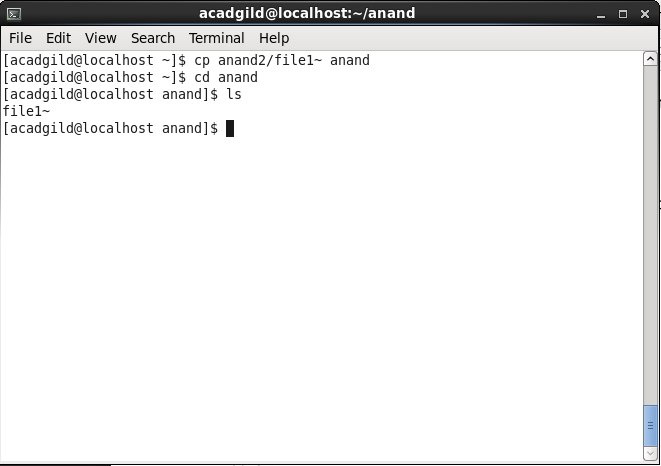 acadgild@localhost:~/anand
File Edit View Search Terminal Help
[acadgild@localhost ~]$ cp anand2/file1~ anand
[acadgild@localhost ~]$ cd anand
[acadgild@localhost anand]$ ls
file1~
[acadgild@localhost anand]$